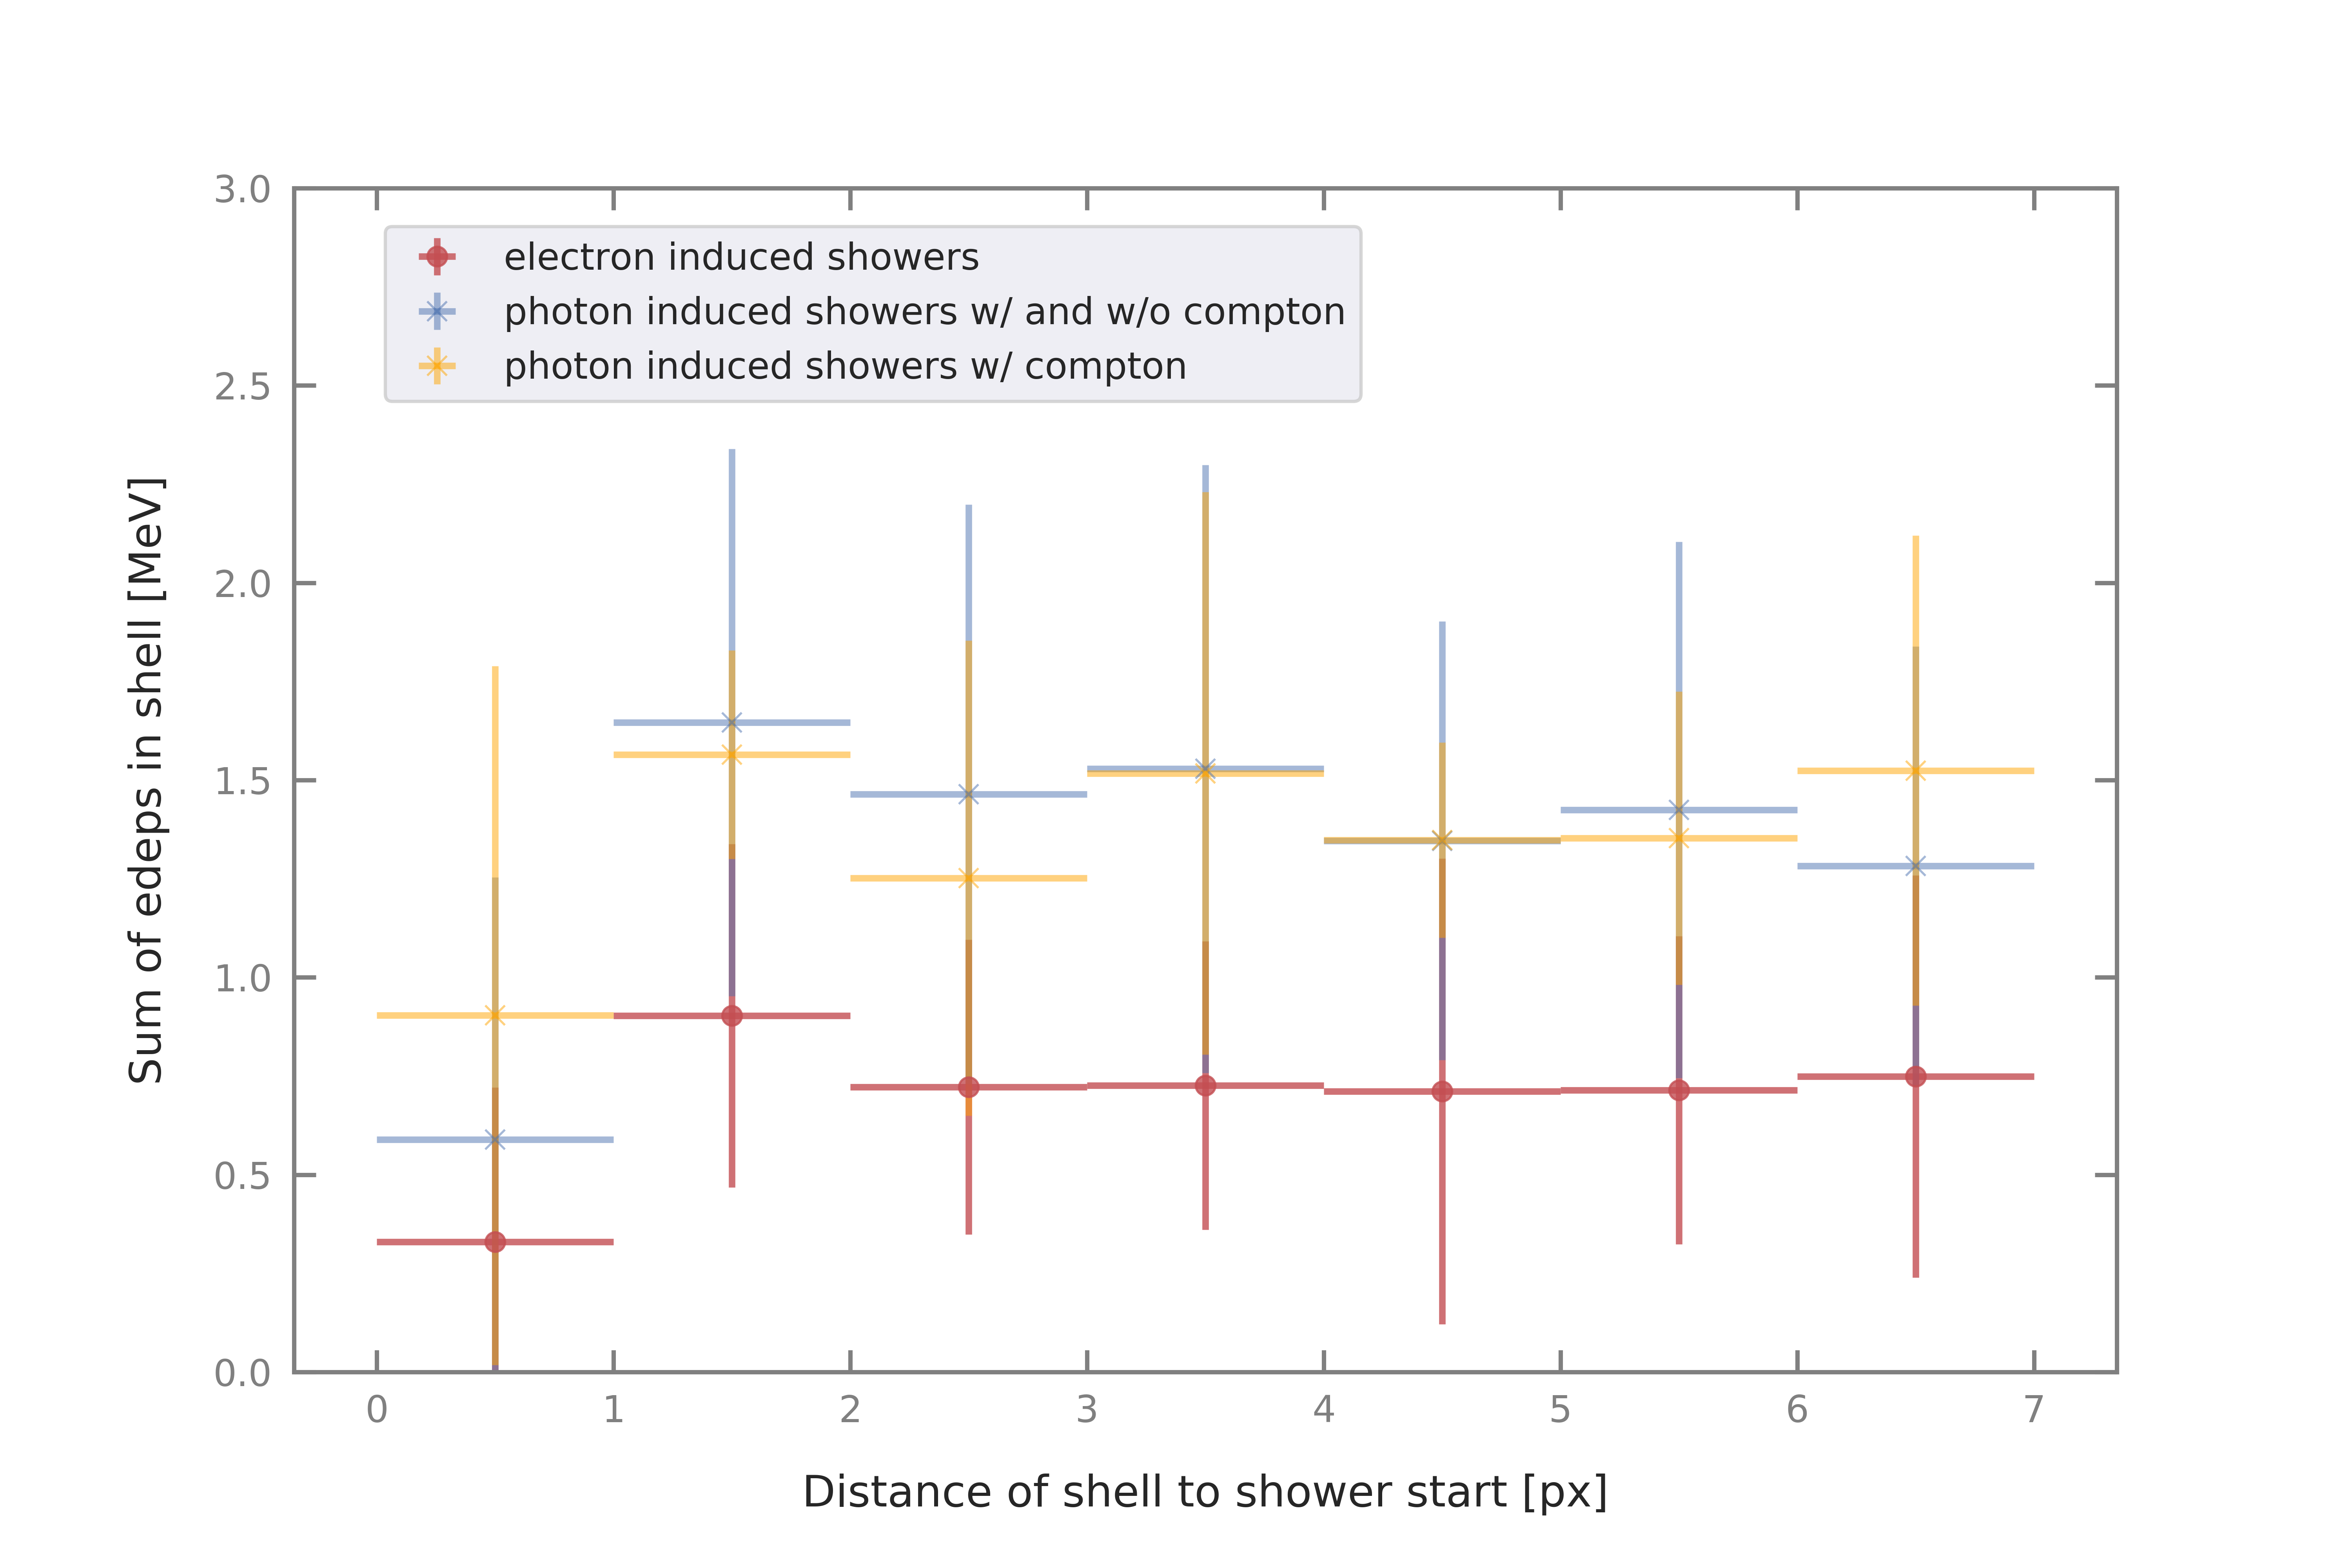 3.0
electron induced showers
photon induced showers w/ and w/o compton
photon induced showers w/ compton
2.5
2.0
1.5
1.0
0.5
0.0
Sum of edeps in shell [MeV]
0 1 2 3 4 5 6 7
Distance of shell to shower start [px]